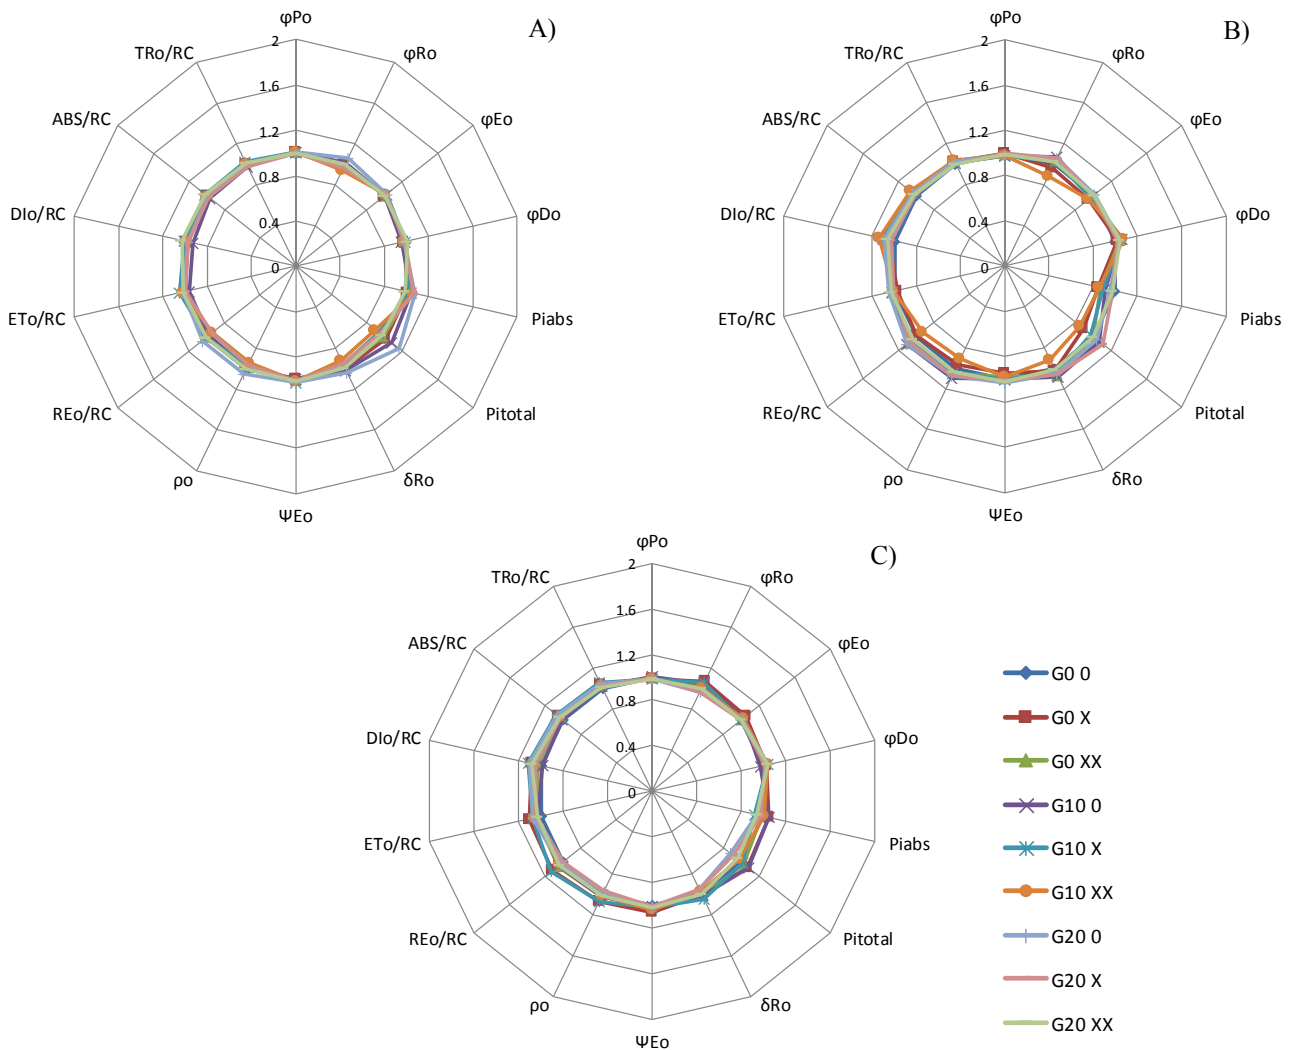 A)
φPo
φRo
φEo
φDo
Piabs
Pitotal
δRo
ΨEo
ρo
REo/RC
ETo/RC
DIo/RC
ABS/RC
TRo/RC
2
1.6
1.2
0.8
0.4
0
B)
φPo
φRo
φEo
φDo
Piabs
Pitotal
δRo
ΨEo
ρo
REo/RC
ETo/RC
DIo/RC
ABS/RC
TRo/RC
2
1.6
1.2
0.8
0.4
0
C)
φPo
φRo
φEo
φDo
Piabs
Pitotal
δRo
ΨEo
ρo
REo/RC
ETo/RC
DIo/RC
ABS/RC
TRo/RC
2
1.6
1.2
0.8
0.4
0
G0 0
G0 X
G0 XX
G10 0
G10 X
G10 XX
G20 0
G20 X
G20 XX